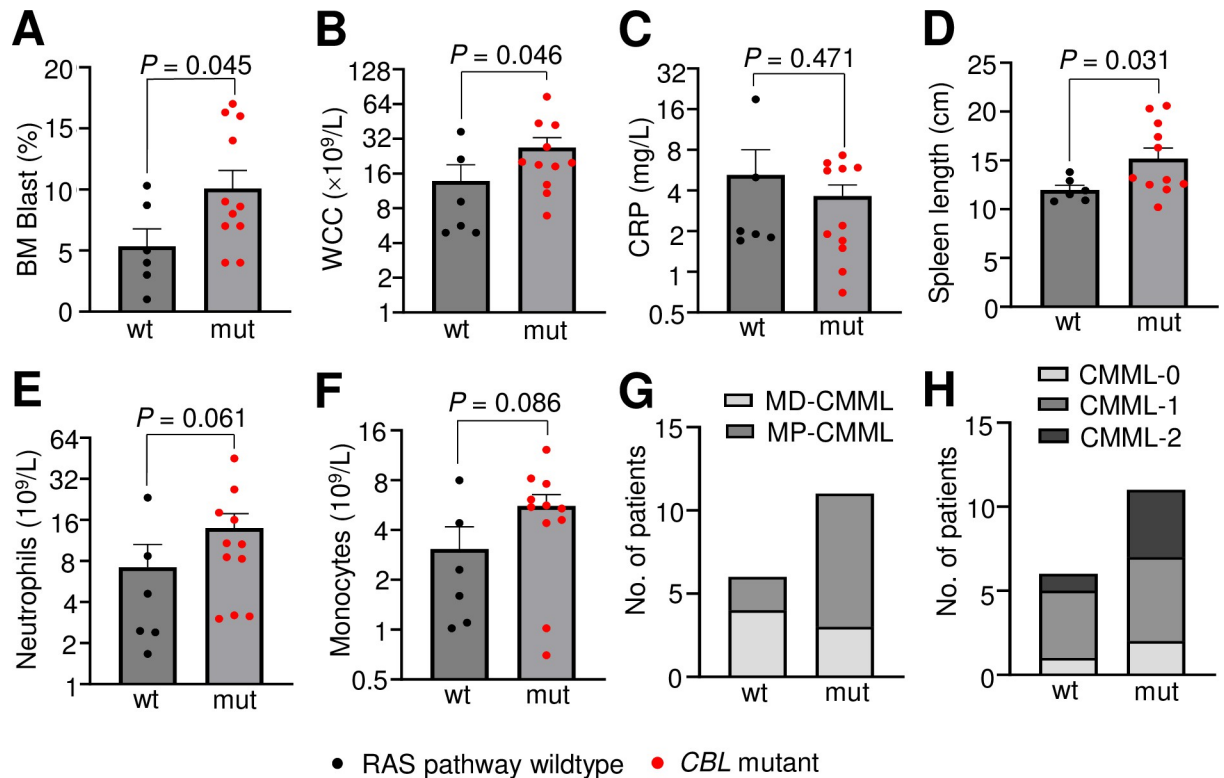 A
P = 0.045
BM Blast (%)
20
15
10
5
0
wt mut
B
P = 0.046
WCC (×10⁹/L)
128
64
32
16
8
4
2
1
wt mut
C
P = 0.471
CRP (mg/L)
32
16
8
4
2
1
0.5
wt mut
D
P = 0.031
Spleen length (cm)
25
20
15
10
5
0
wt mut
E
P = 0.061
Neutrophils (10⁹/L)
64
32
16
8
4
2
1
wt mut
F
P = 0.086
Monocytes (10⁹/L)
16
8
4
2
1
0.5
wt mut
G
MD-CMML
MP-CMML
No. of patients
15
10
5
0
wt mut
H
CMML-0
CMML-1
CMML-2
No. of patients
15
10
5
0
wt mut
RAS pathway wildtype CBL mutant